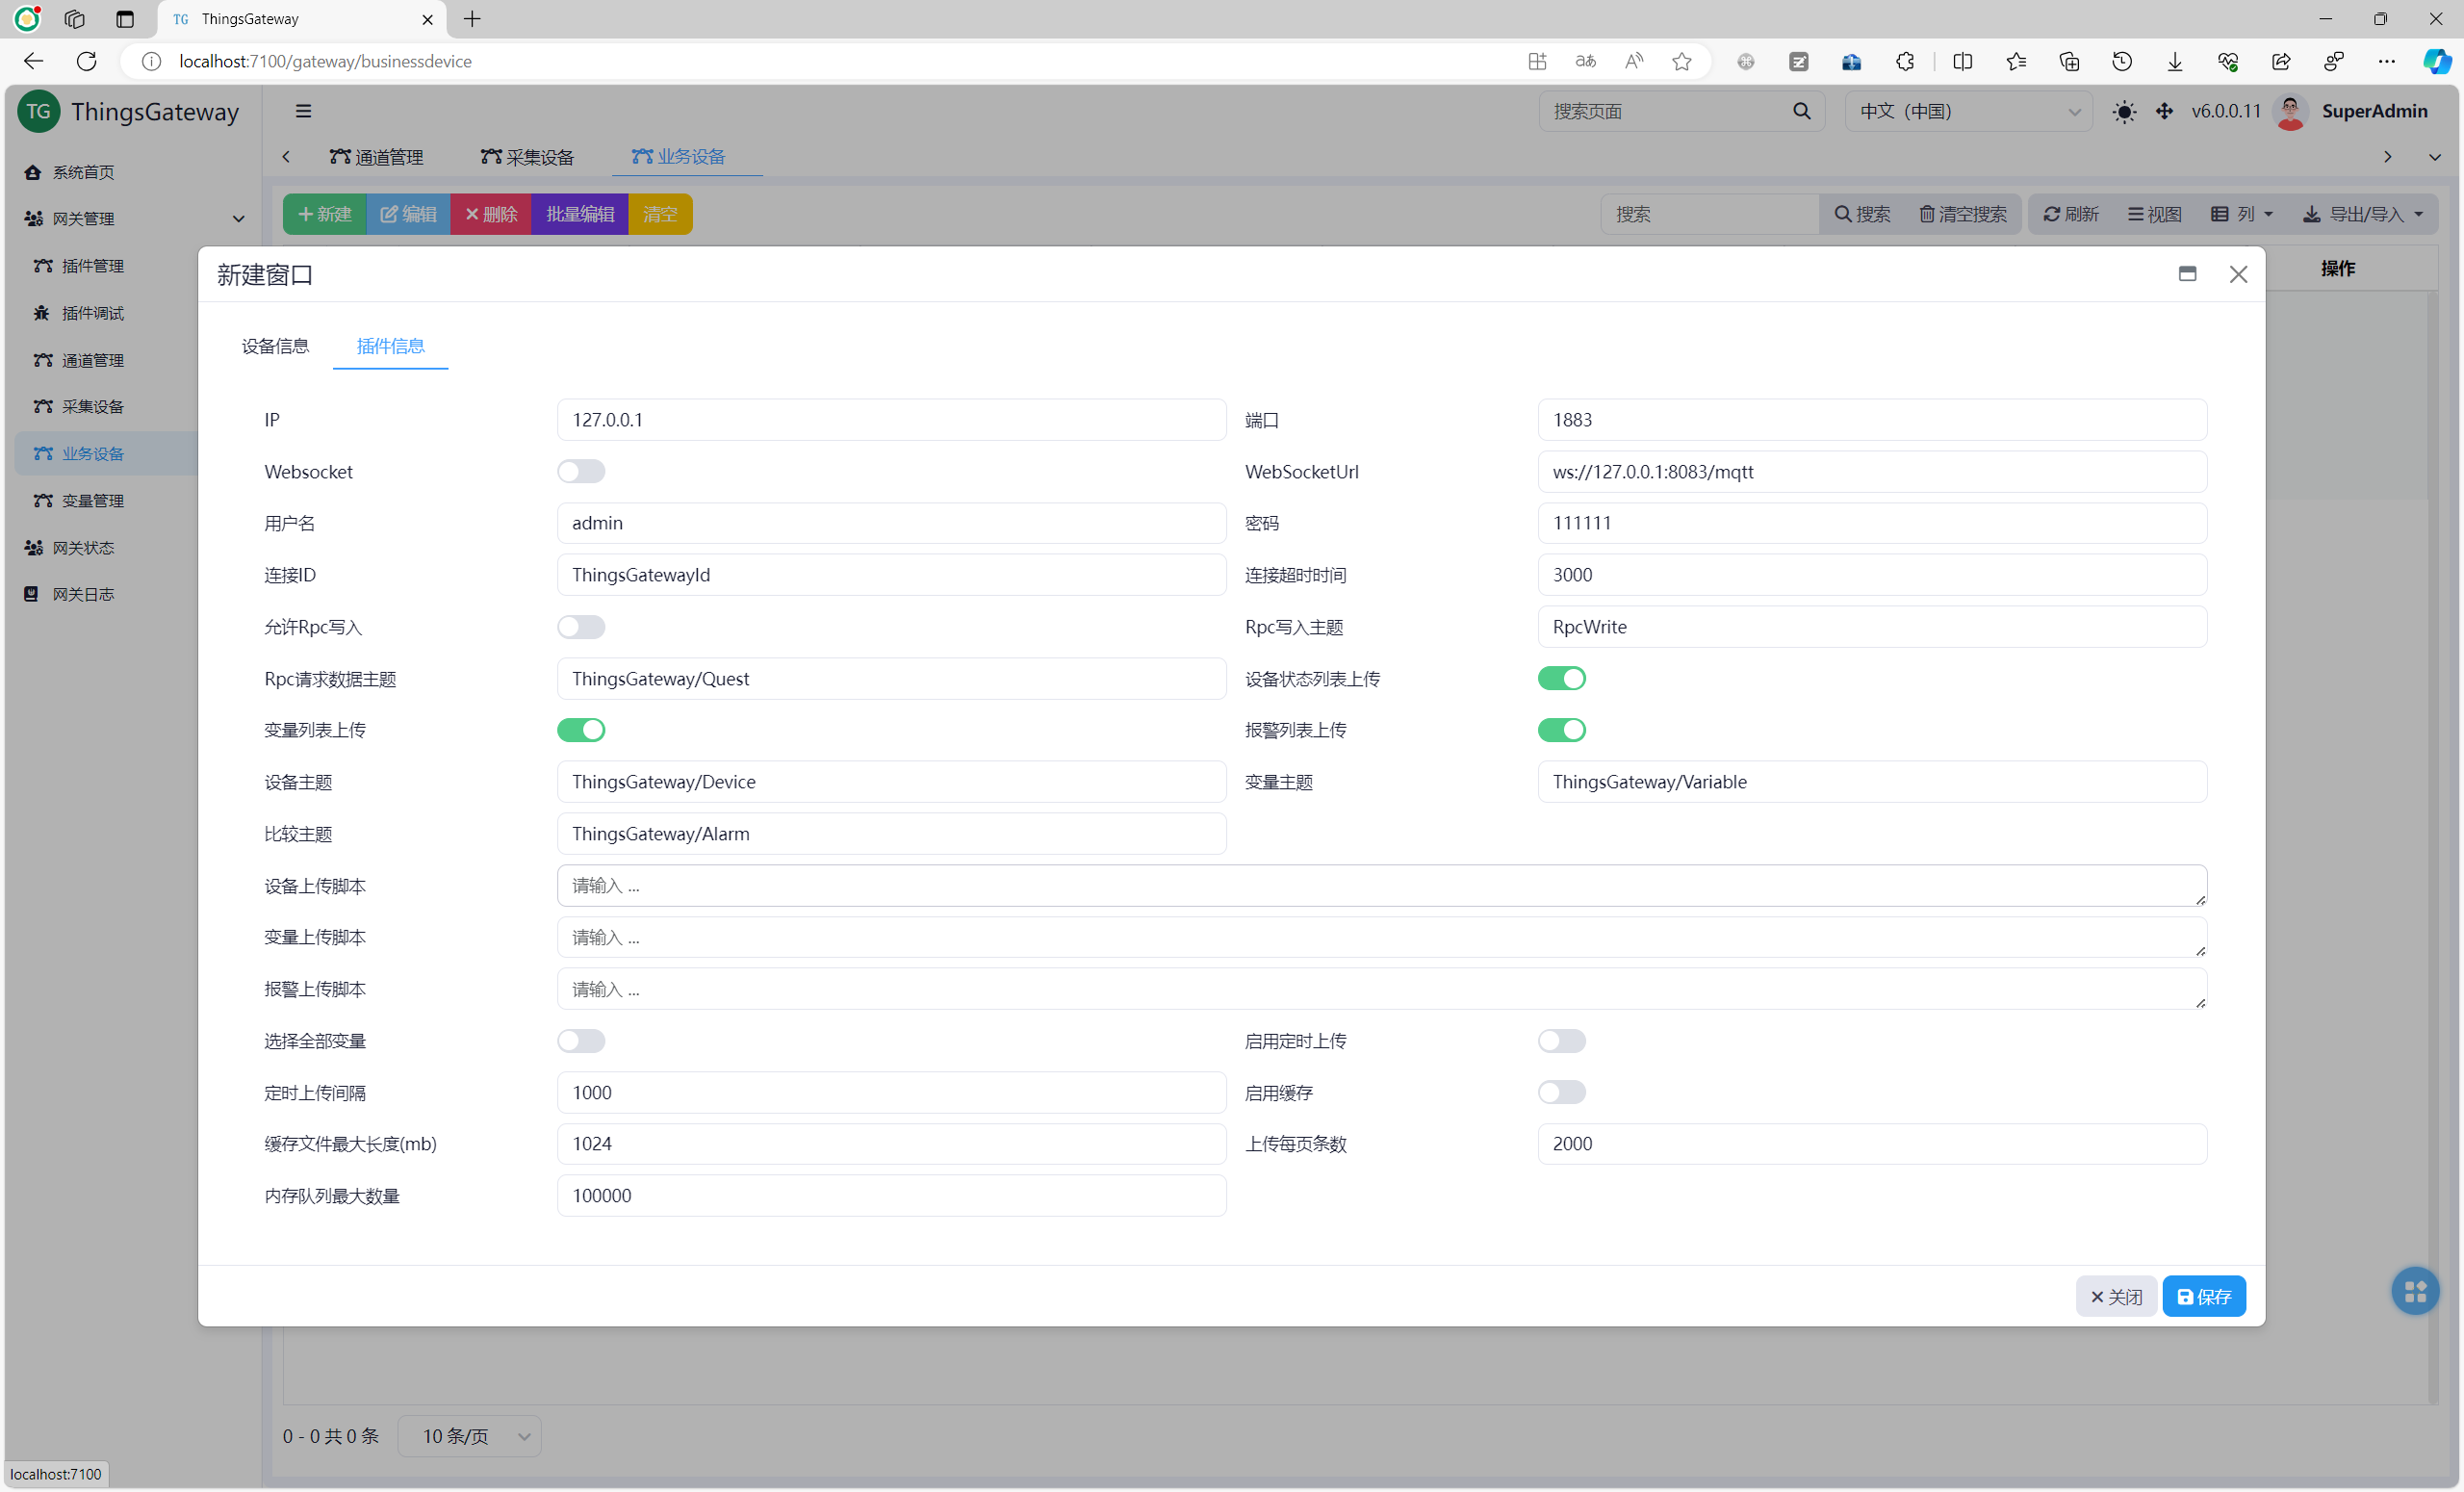 TG ThingsGateway
localhost:7100/gateway/businessdevice
TG ThingsGateway
搜索页面
中文（中国）
v6.0.0.11
SuperAdmin
通道管理
采集设备
业务设备
系统首页
网关管理
插件管理
插件调试
通道管理
采集设备
业务设备
变量管理
网关状态
网关日志
新建
编辑
删除
批量编辑
清空
搜索
搜索
清空搜索
刷新
视图
列
导出/导入
操作
新建窗口
设备信息
插件信息
IP 127.0.0.1 端口 1883
Websocket WebSocketUrl ws://127.0.0.1:8083/mqtt
用户名 admin 密码 111111
连接ID ThingsGatewayId 连接超时时间 3000
允许Rpc写入 Rpc写入主题 RpcWrite
Rpc请求数据主题 ThingsGateway/Quest 设备状态列表上传
变量列表上传 报警列表上传
设备主题 ThingsGateway/Device 变量主题 ThingsGateway/Variable
比较主题 ThingsGateway/Alarm
设备上传脚本 请输入 ...
变量上传脚本 请输入 ...
报警上传脚本 请输入 ...
选择全部变量 启用定时上传
定时上传间隔 1000 启用缓存
缓存文件最大长度(mb) 1024 上传每页条数 2000
内存队列最大数量 100000
关闭
保存
0 - 0 共 0 条
10 条/页
localhost:7100